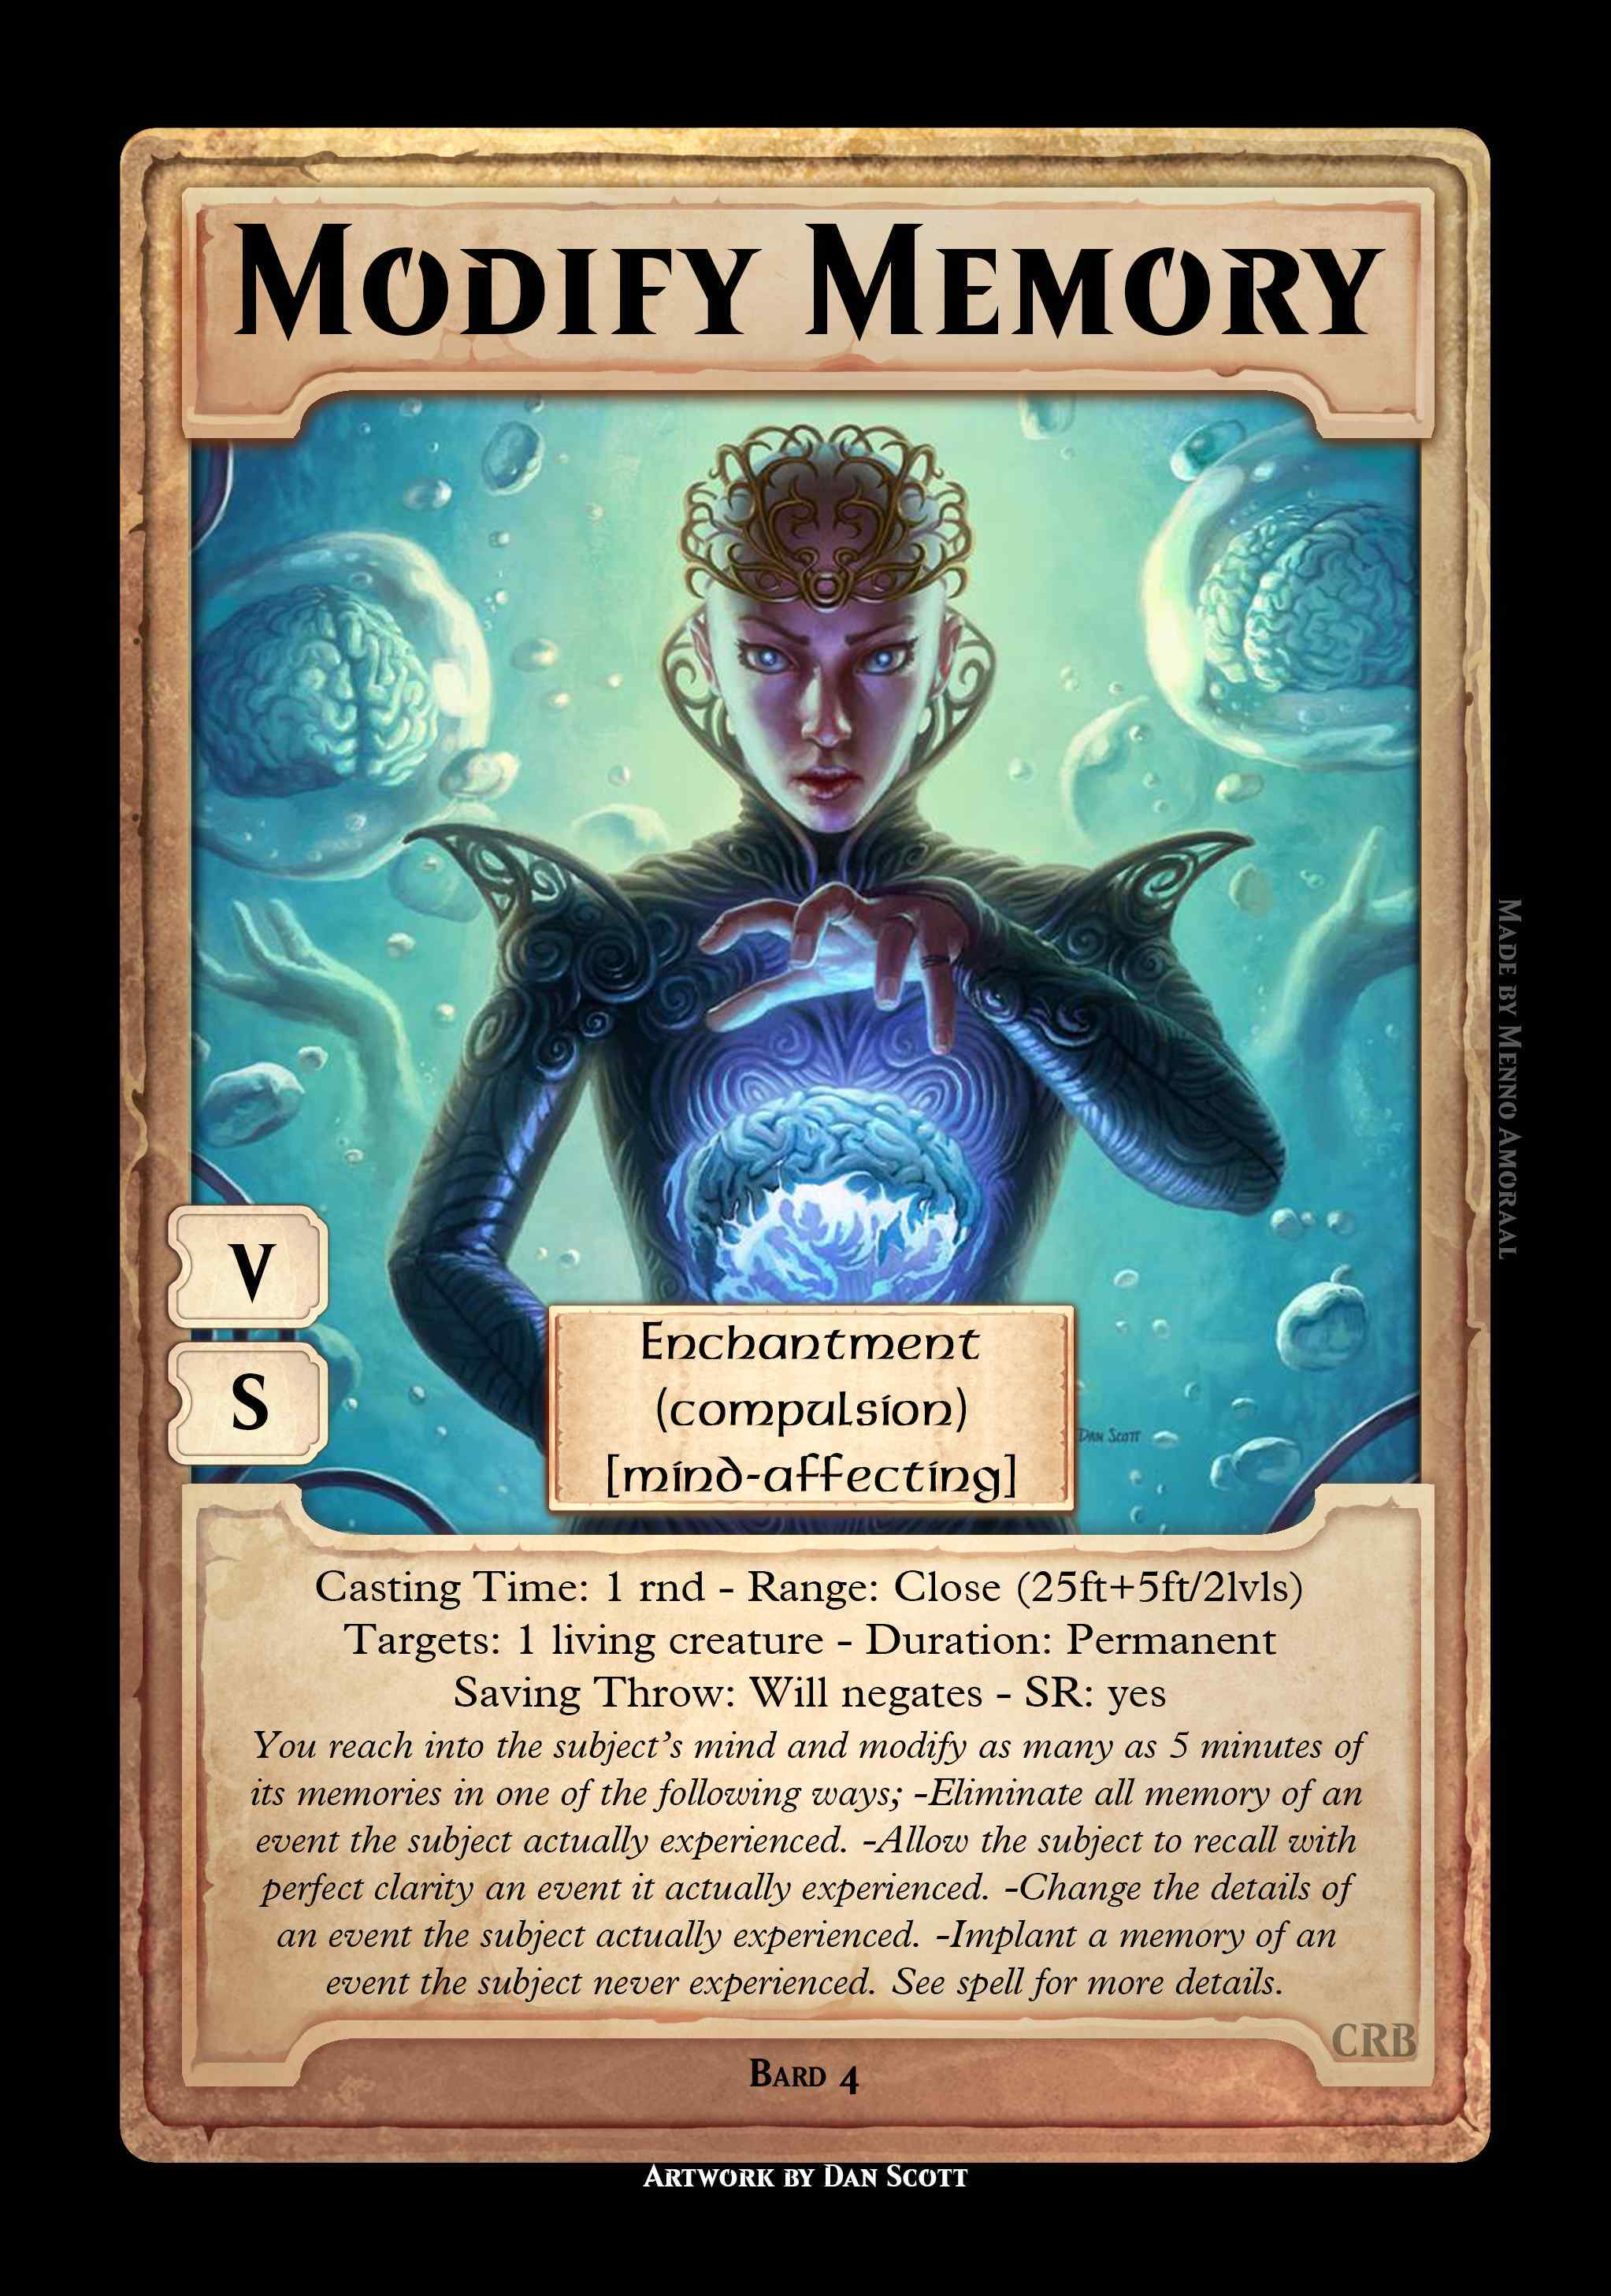 Modify Memory
V
S
Enchantment
(compulsion)
[mind-affecting]
Dan Scott
Casting Time: 1 rnd - Range: Close (25ft+5ft/2lvls)
Targets: 1 living creature - Duration: Permanent
Saving Throw: Will negates - SR: yes
You reach into the subject's mind and modify as many as 5 minutes of
its memories in one of the following ways; -Eliminate all memory of an
event the subject actually experienced. -Allow the subject to recall with
perfect clarity an event it actually experienced. -Change the details of
an event the subject actually experienced. -Implant a memory of an
event the subject never experienced. See spell for more details.
CRB
Bard 4
Artwork by Dan Scott
Made by Menno Amoraal